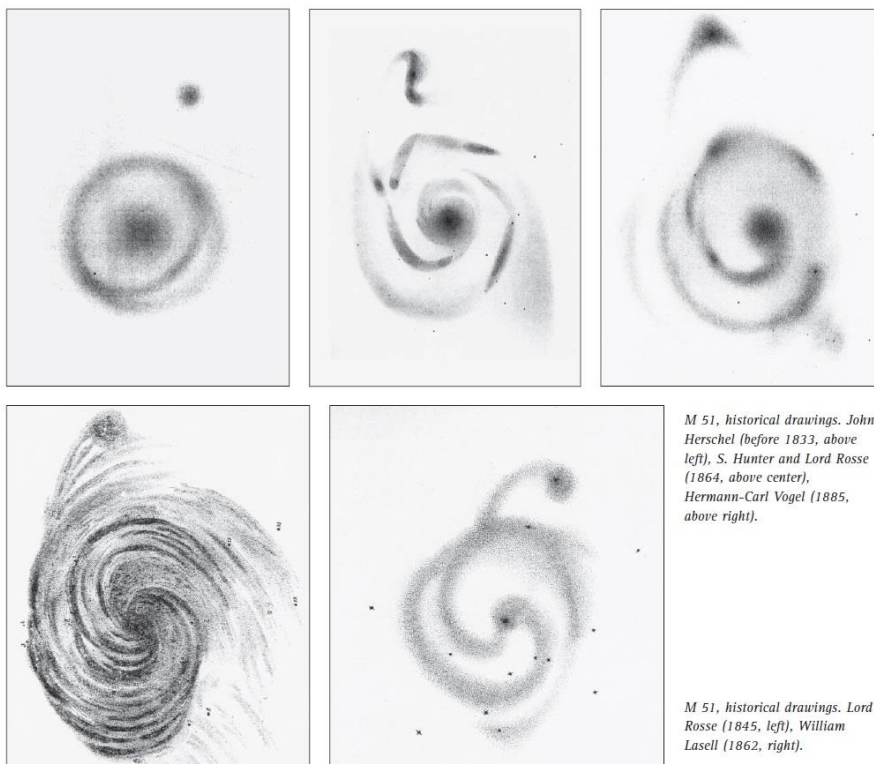 M 51, historical drawings. John
Herschel (before 1833, above
left), S. Hunter and Lord Rosse
(1864, above center),
Hermann-Carl Vogel (1885,
above right).
M 51, historical drawings. Lord
Rosse (1845, left), William
Lasell (1862, right).